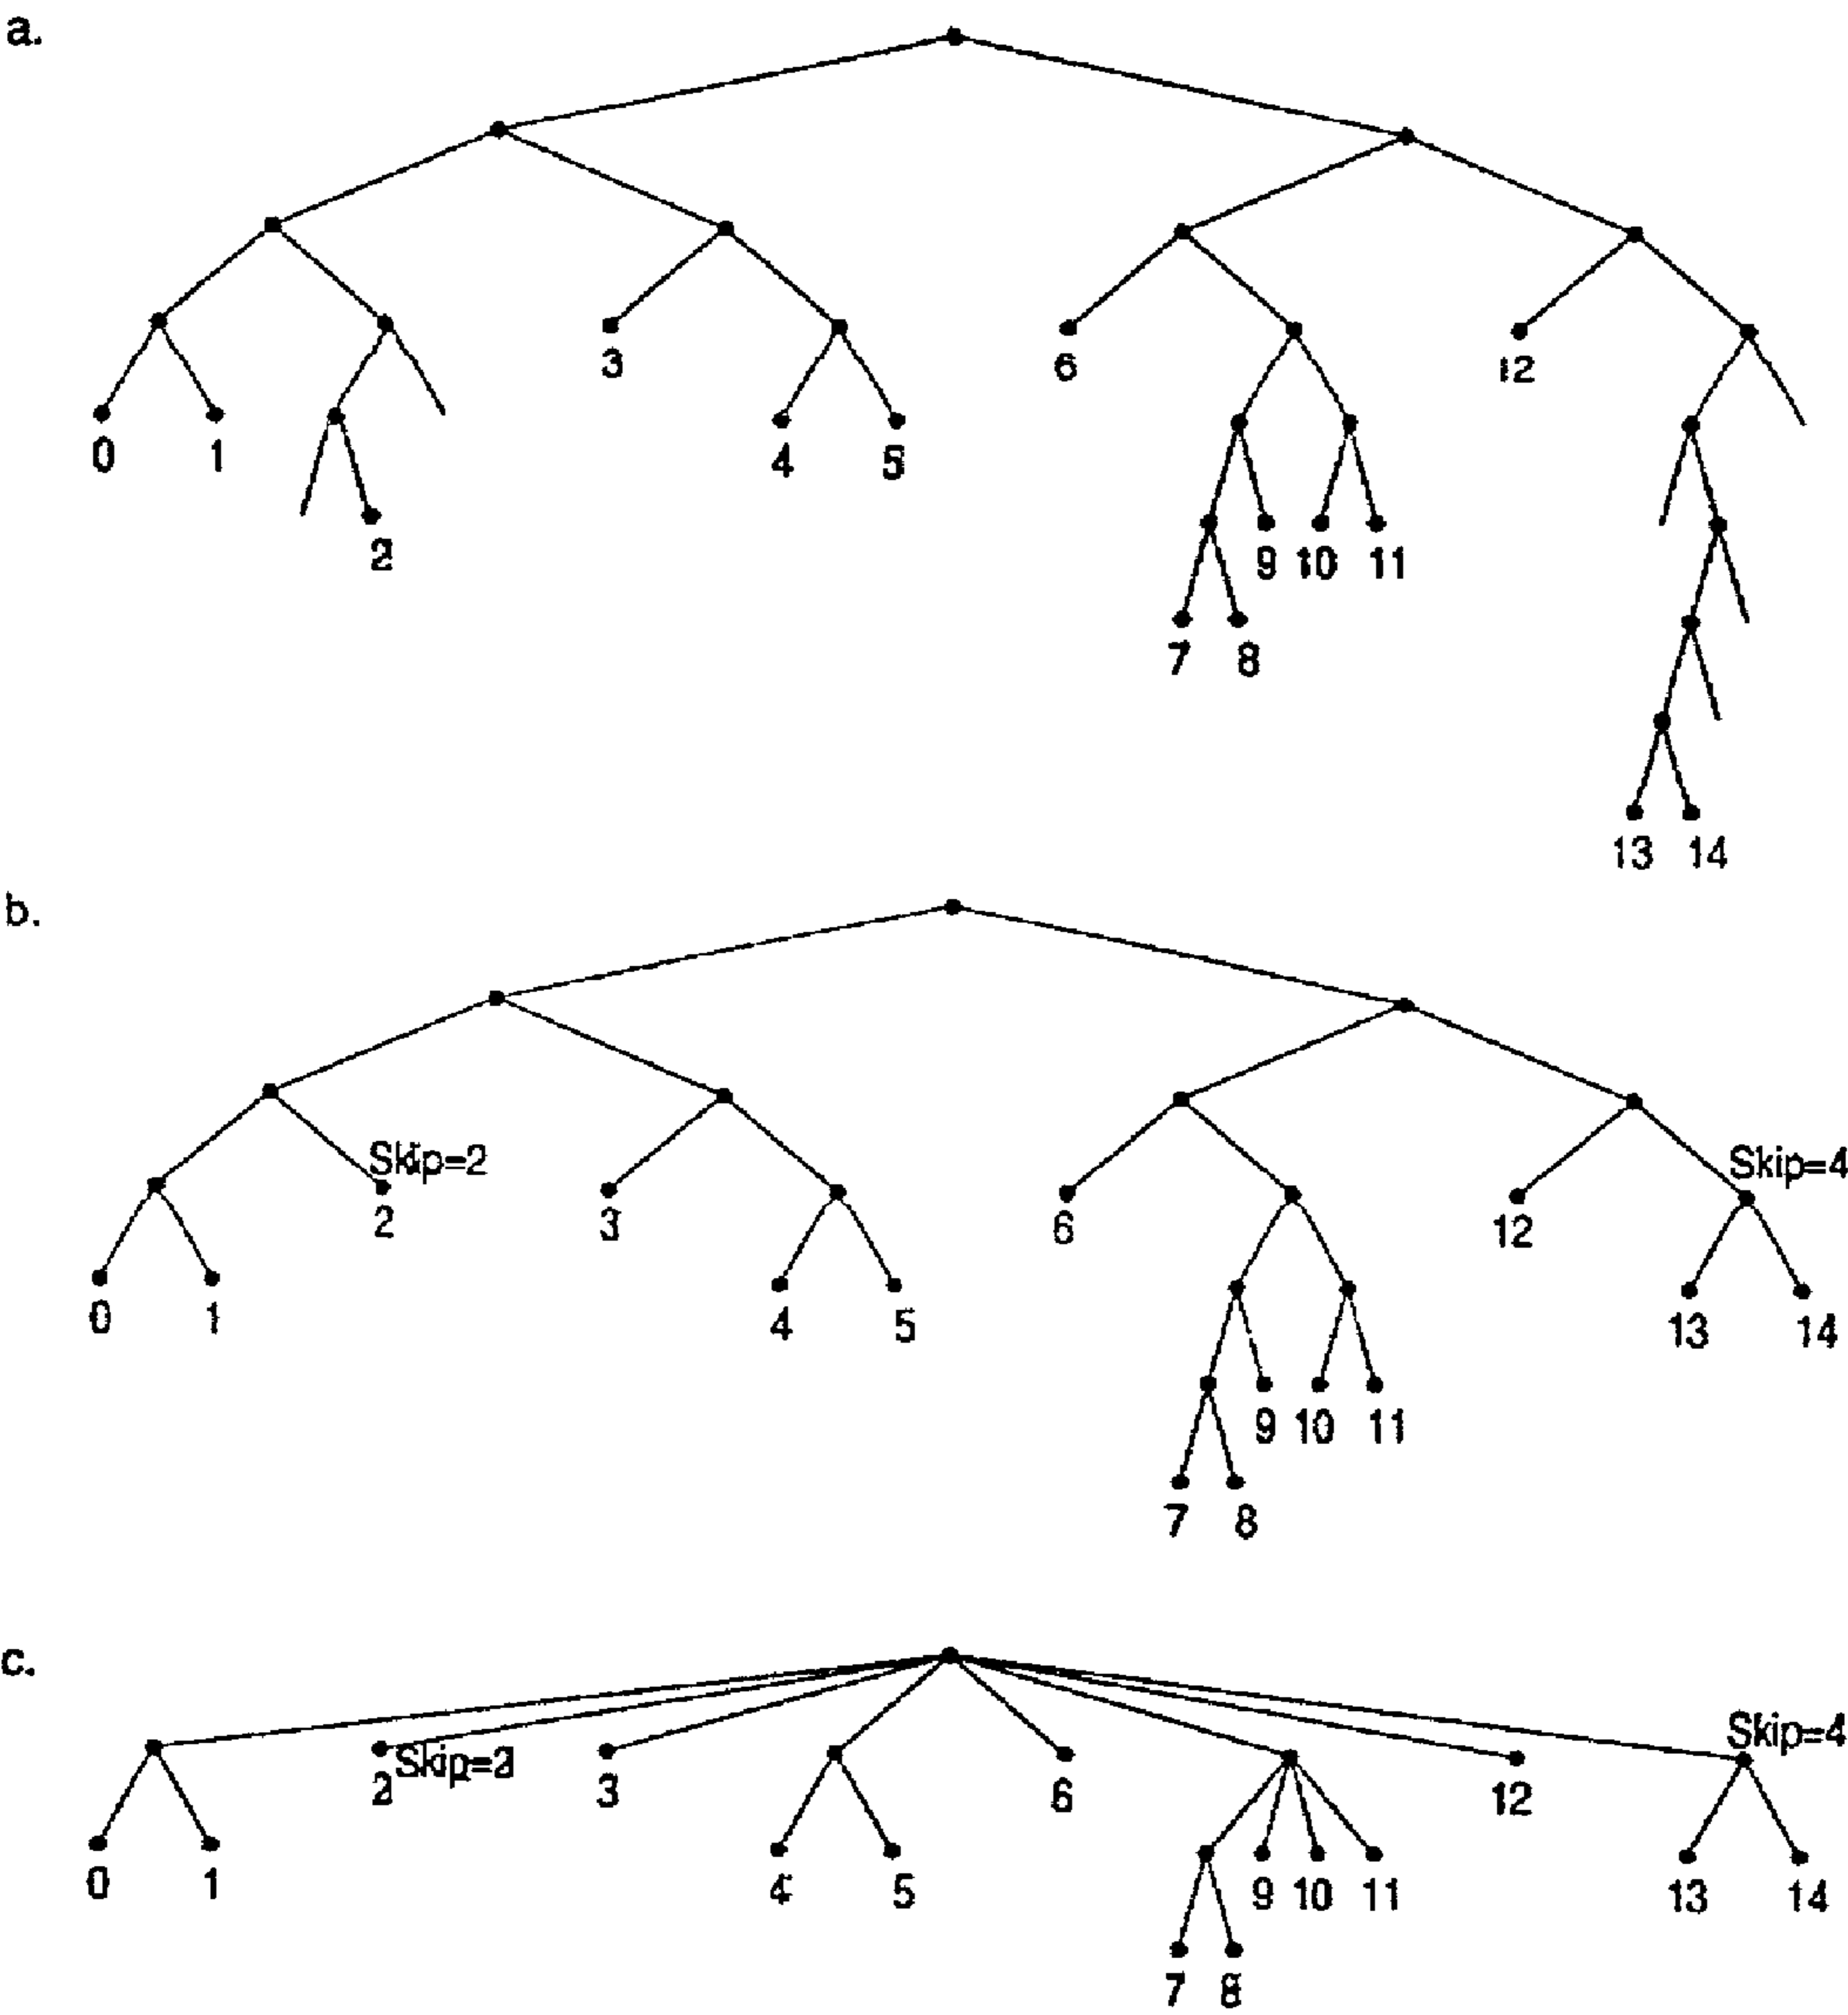 a.
3 6 12
0 1 4 5
2 9 10 11
7 8
13 14
b.
Skip=2 Skip=4
2 3 6 12
0 1 4 5 13 14
9 10 11
7 8
c.
Skip=4
2 Skip=2 3 6 12
0 1 4 5 9 10 11 13 14
7 8